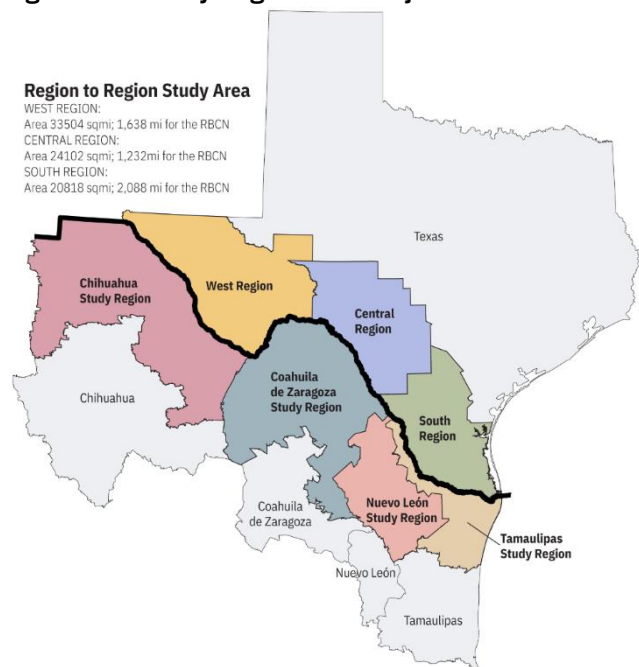 Region to Region Study Area
WEST REGION:
Area 33504 sqmi; 1,638 mi for the RBCN
CENTRAL REGION:
Area 24102 sqmi; 1,232mi for the RBCN
SOUTH REGION:
Area 20818 sqmi; 2,088 mi for the RBCN
Texas
Chihuahua
Study Region
West Region
Central
Region
Coahuila
de Zaragoza
Study Region
Chihuahua
South
Region
Nuevo León
Study Region
Coahuila
de Zaragoza
Tamaulipas
Study Region
Nuevo León
Tamaulipas